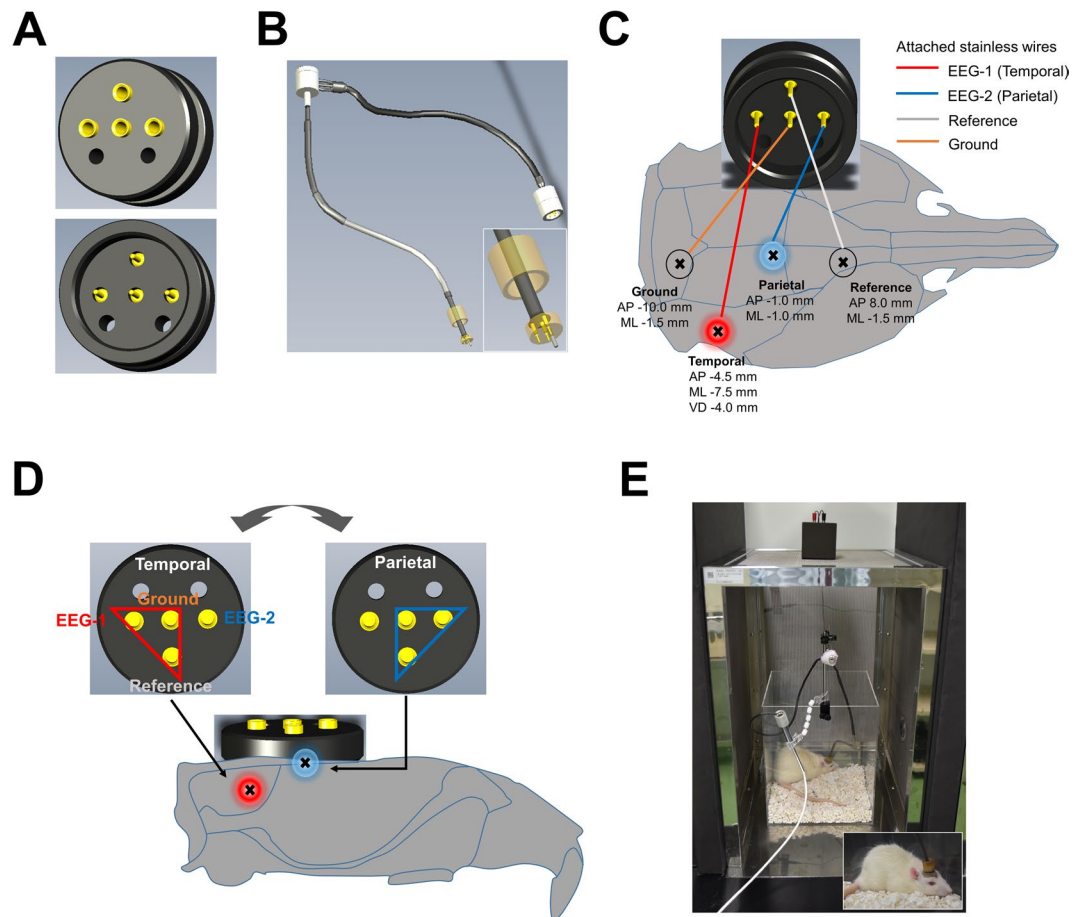 A
B
C
Attached stainless wires
EEG-1 (Temporal)
EEG-2 (Parietal)
Reference
Ground
Ground
AP -10.0 mm
ML -1.5 mm
Parietal
AP -1.0 mm
ML -1.0 mm
Reference
AP 8.0 mm
ML -1.5 mm
Temporal
AP -4.5 mm
ML -7.5 mm
VD -4.0 mm
D
Temporal
Ground
EEG-1
EEG-2
Reference
Parietal
E